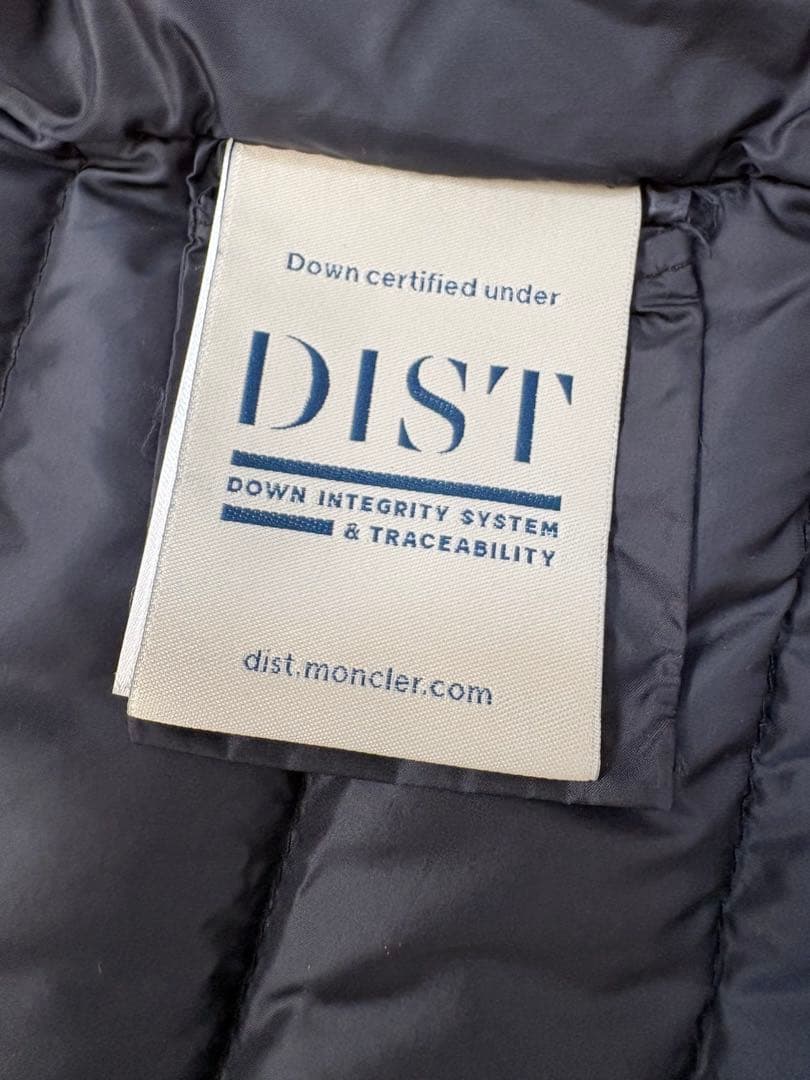 Down certified under
DIST
DOWN INTEGRITY SYSTEM
& TRACEABILITY
dist.moncler.com